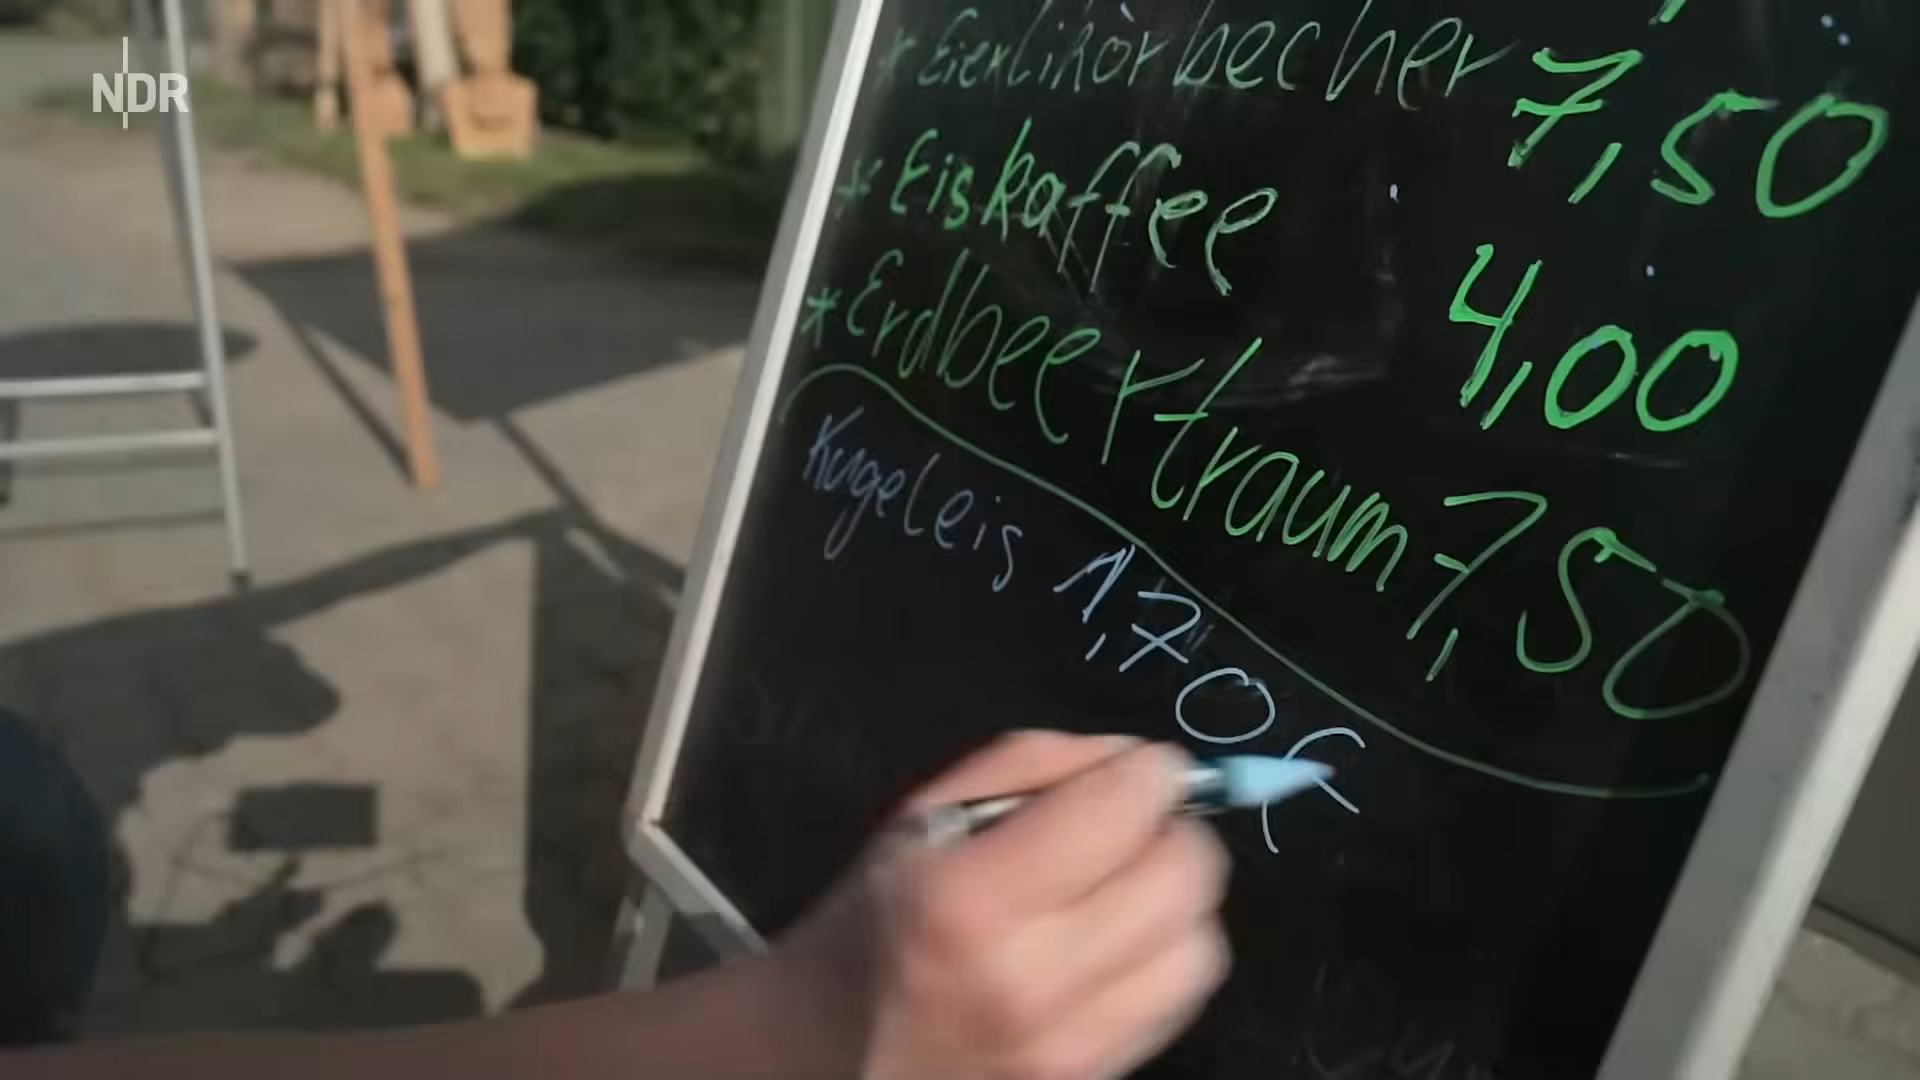 NDR
* Eierlikörbecher 7,50
* Eiskaffee 4,00
* Erdbeertraum 7,50
Kugeleis 1,70 €